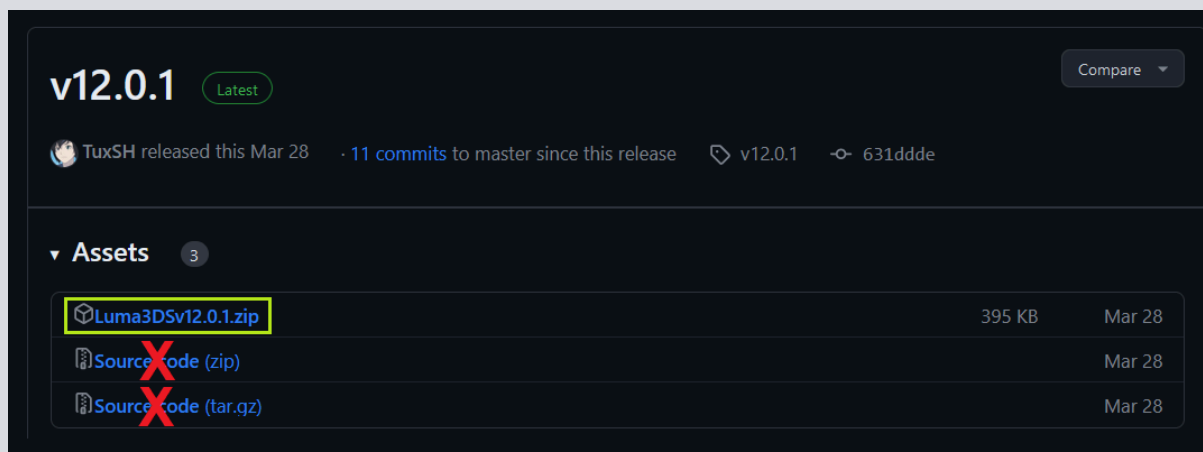 v12.0.1 Latest Compare
TuxSH released this Mar 28 · 11 commits to master since this release v12.0.1 631ddde
Assets 3
Luma3DSv12.0.1.zip 395 KB Mar 28
Source code (zip) Mar 28
Source code (tar.gz) Mar 28